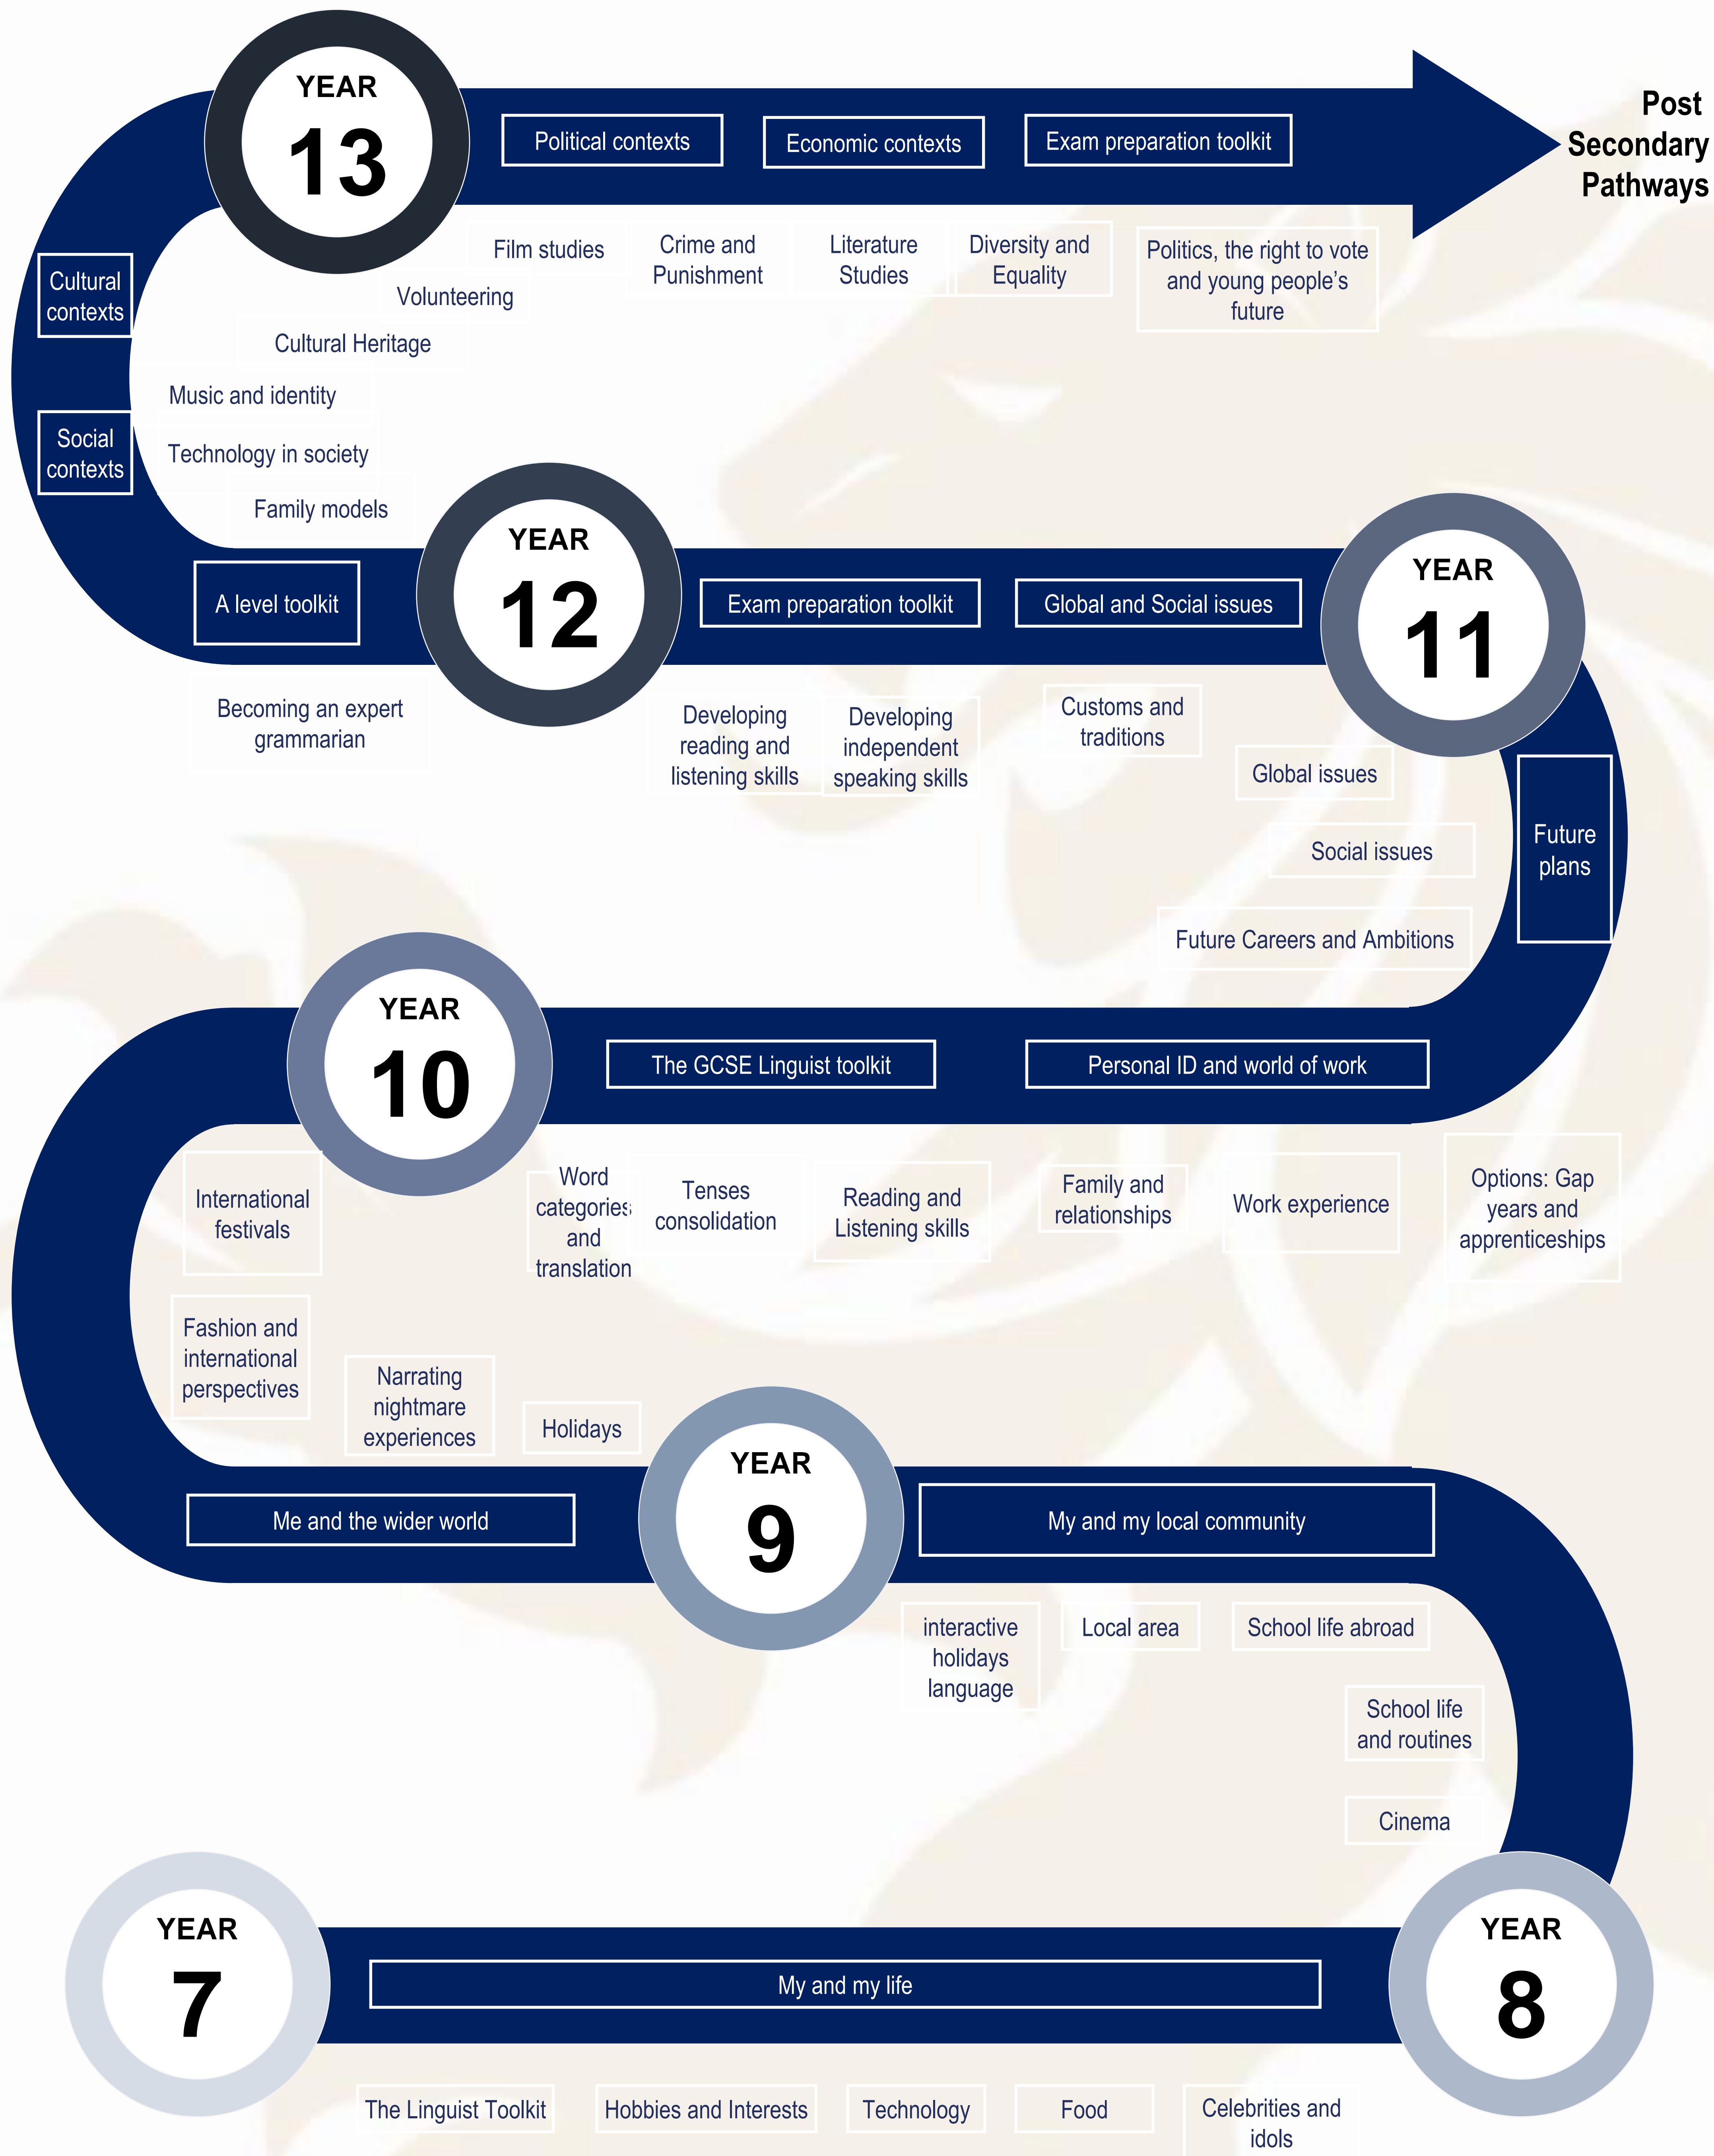 YEAR
13
Political contexts
Economic contexts
Exam preparation toolkit
Post
Secondary
Pathways
Film studies
Crime and
Punishment
Literature
Studies
Diversity and
Equality
Politics, the right to vote
and young people's
future
Cultural
contexts
Volunteering
Cultural Heritage
Music and identity
Social
contexts
Technology in society
Family models
A level toolkit
YEAR
12
Exam preparation toolkit
Global and Social issues
YEAR
11
Becoming an expert
grammarian
Developing
reading and
listening skills
Developing
independent
speaking skills
Customs and
traditions
Global issues
Social issues
Future
plans
Future Careers and Ambitions
YEAR
10
The GCSE Linguist toolkit
Personal ID and world of work
International
festivals
Word
categories
and
translation
Tenses
consolidation
Reading and
Listening skills
Family and
relationships
Work experience
Options: Gap
years and
apprenticeships
Fashion and
international
perspectives
Narrating
nightmare
experiences
Holidays
Me and the wider world
YEAR
9
My and my local community
interactive
holidays
language
Local area
School life abroad
School life
and routines
Cinema
YEAR
7
My and my life
YEAR
8
The Linguist Toolkit
Hobbies and Interests
Technology
Food
Celebrities and
idols